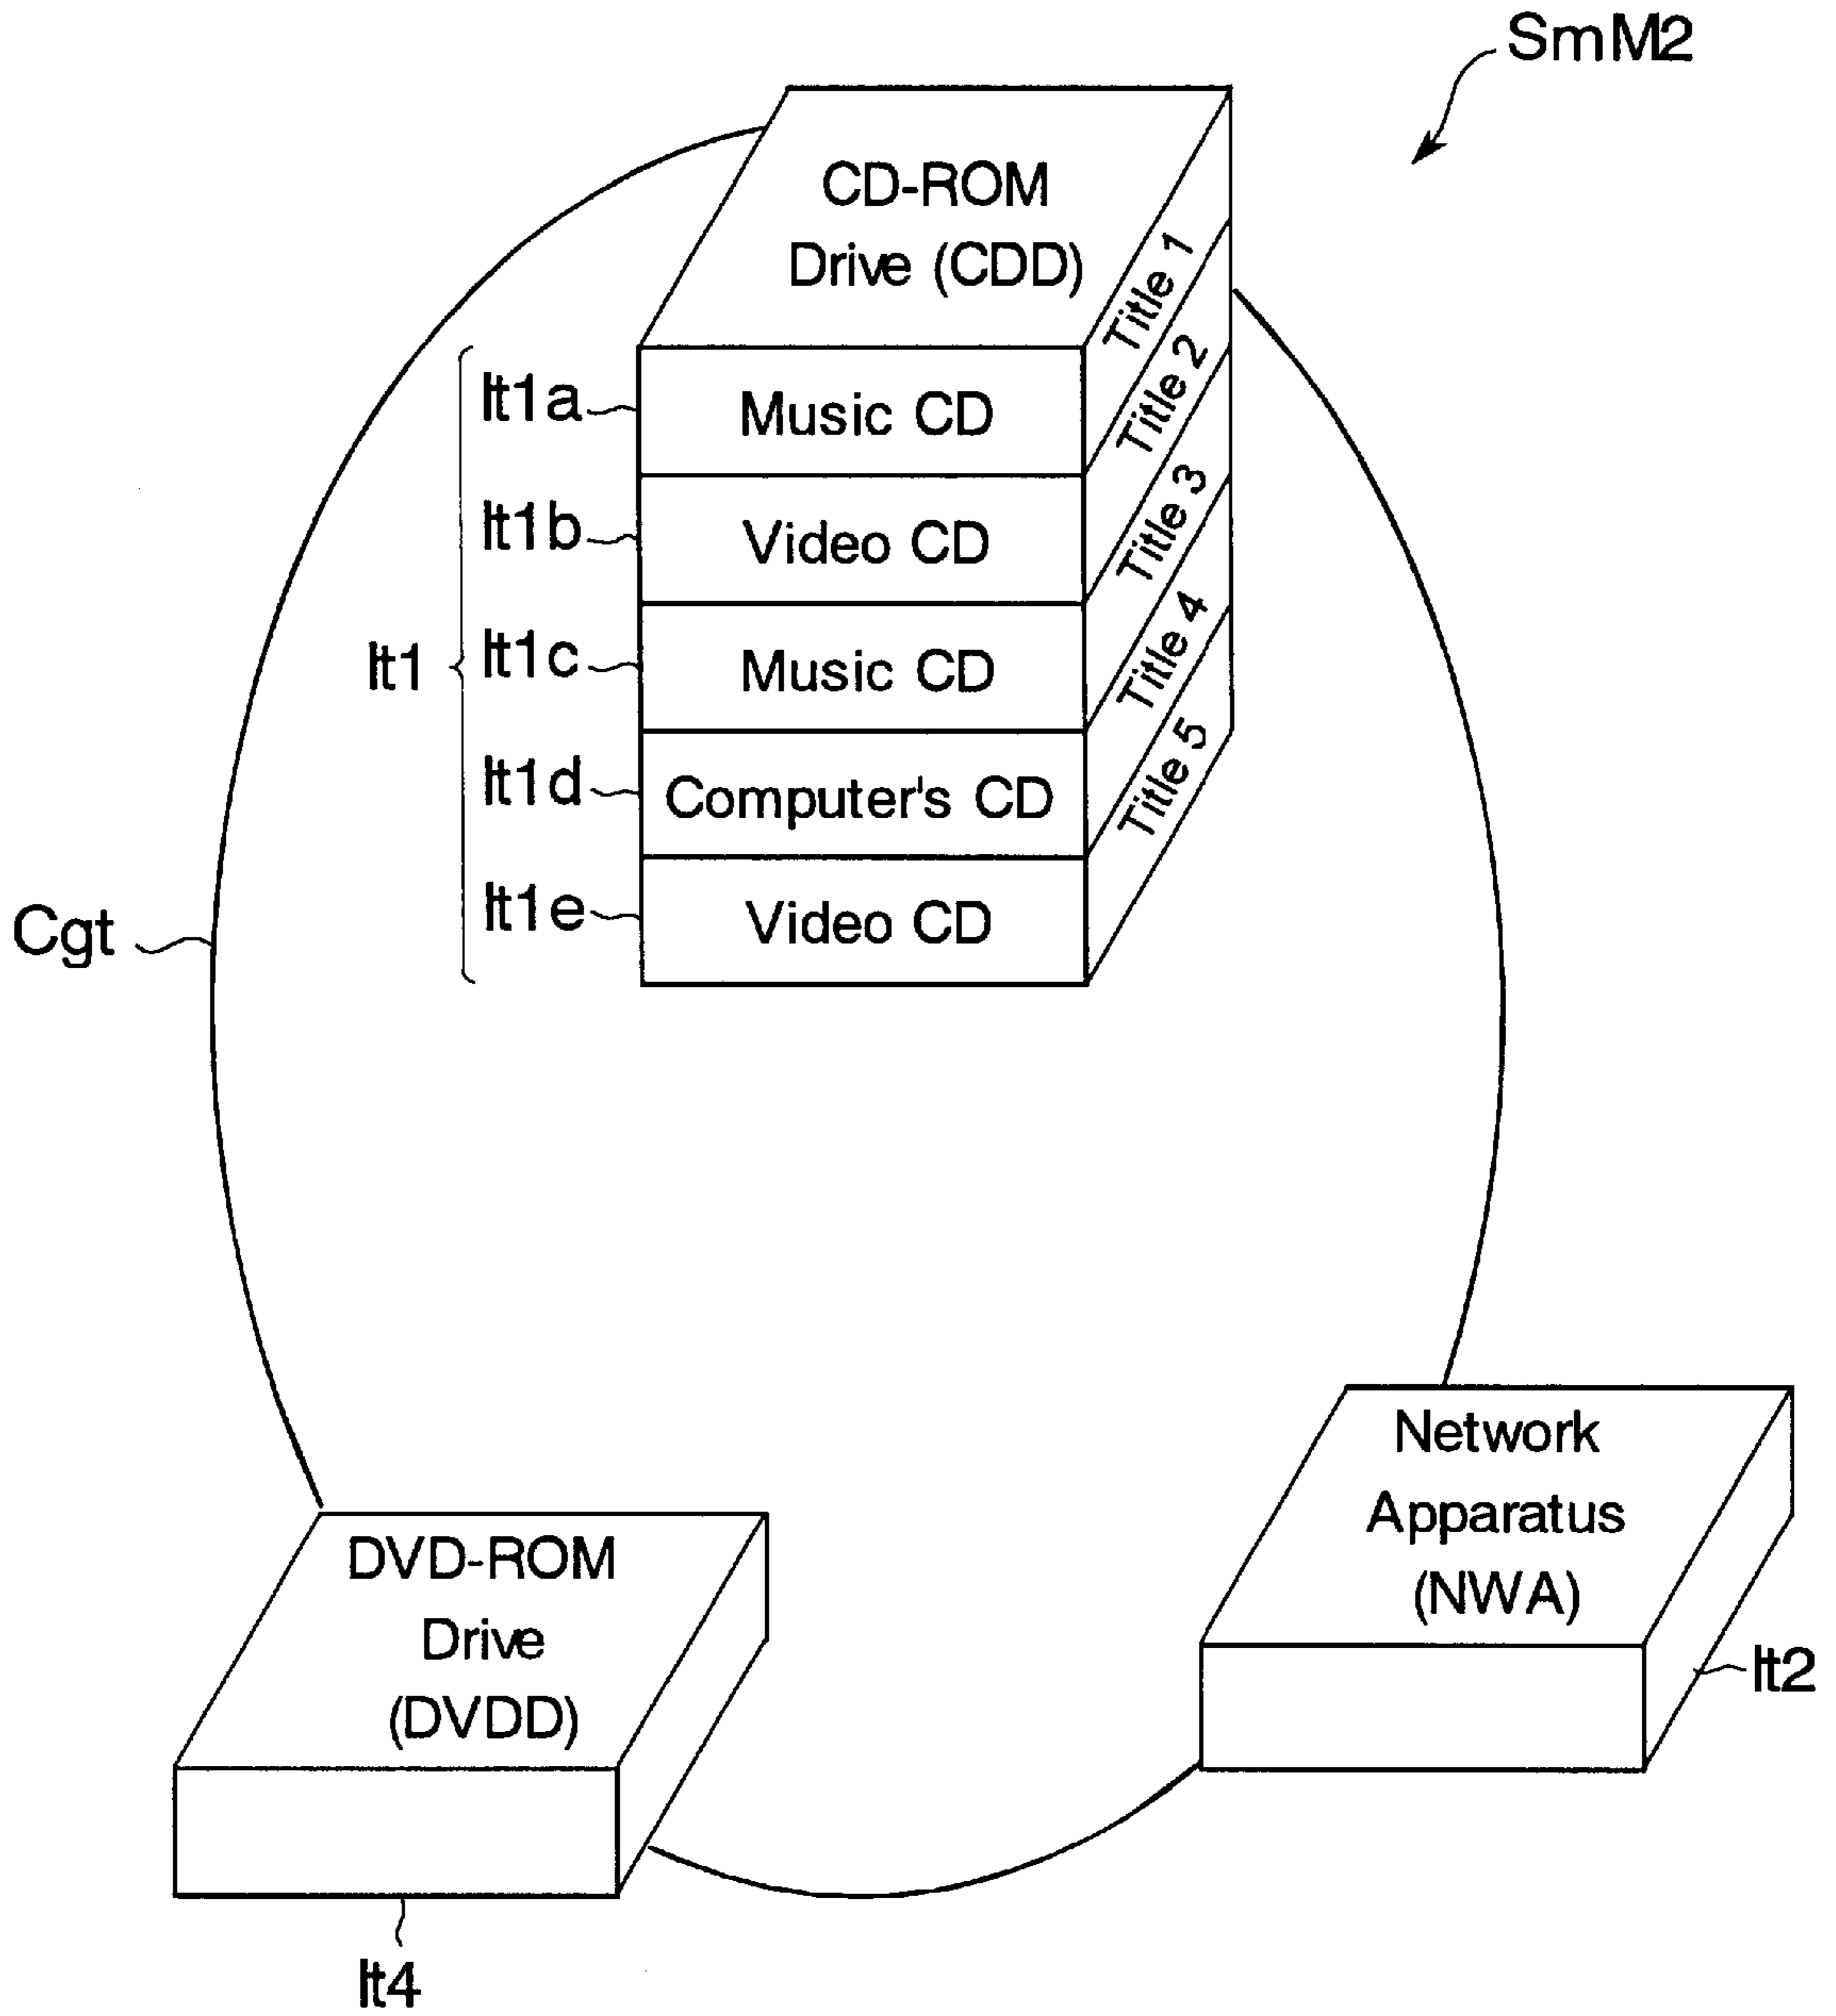 SmM2
CD-ROM
Drive (CDD)
Title 1
Title 2
Title 3
Title 4
Title 5
It1a
Music CD
It1b
Video CD
It1
It1c
Music CD
It1d
Computer's CD
It1e
Video CD
Cgt
Network
Apparatus
(NWA)
It2
DVD-ROM
Drive
(DVDD)
It4